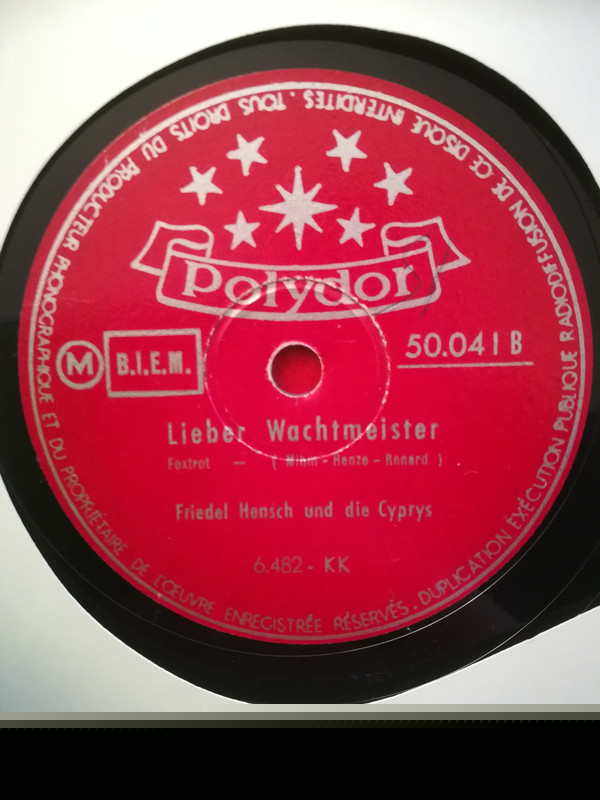 TOUS DROITS DU PRODUCTEUR PHONOGRAPHIQUE ET DU PROPRIÉTAIRE DE L'ŒUVRE ENREGISTRÉE RÉSERVÉS. DUPLICATION EXÉCUTION PUBLIQUE RADIODIFFUSION DE CE DISQUE INTERDITES.
Polydor
M B.I.E.M. 50.041 B
Lieber Wachtmeister
Foxtrot — ( Mihm - Henze - Renard )
Friedel Hensch und die Cyprys
6.482 - KK